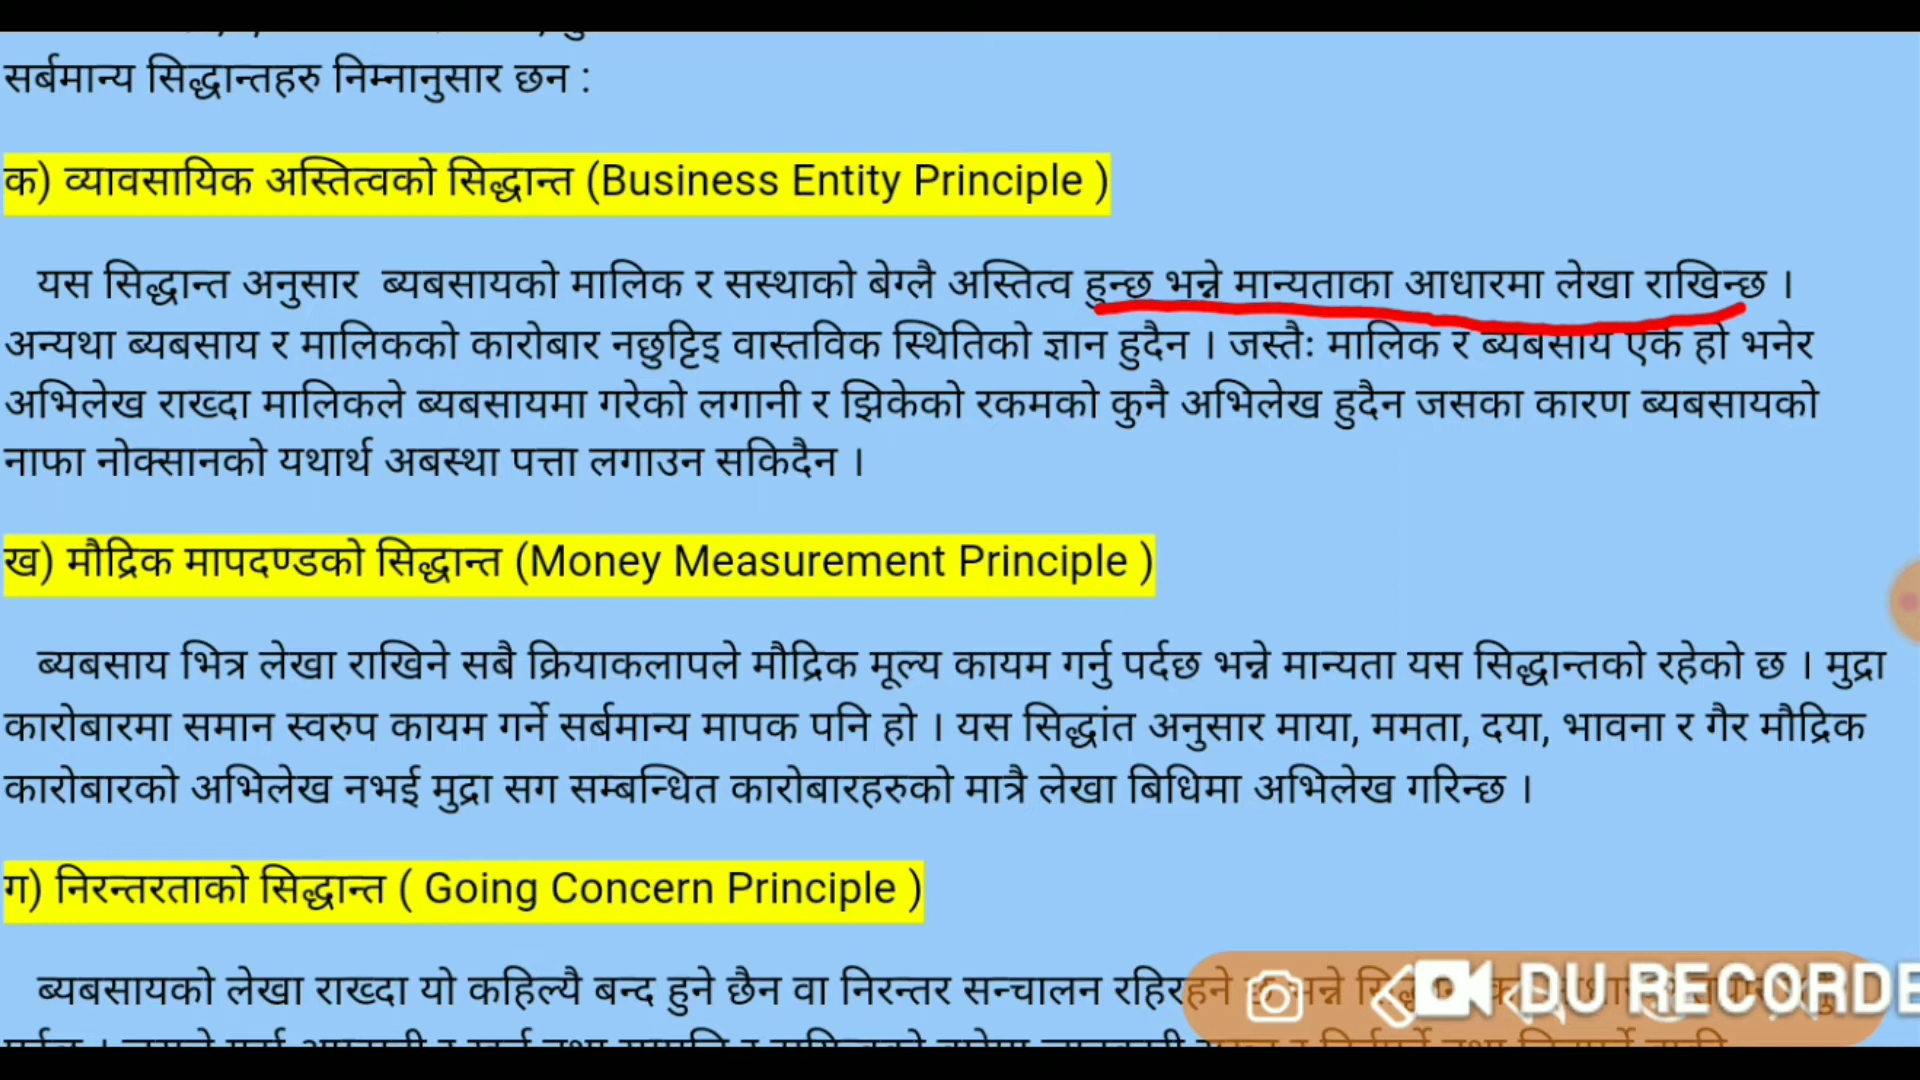 सर्बमान्य सिद्धान्तहरु निम्नानुसार छन :
क) व्यावसायिक अस्तित्वको सिद्धान्त (Business Entity Principle )
यस सिद्धान्त अनुसार ब्यबसायको मालिक र सस्थाको बेग्लै अस्तित्व हुन्छ भन्ने मान्यताका आधारमा लेखा राखिन्छ ।
अन्यथा ब्यबसाय र मालिकको कारोबार नछुट्टिइ वास्तविक स्थितिको ज्ञान हुदैन । जस्तैः मालिक र ब्यबसाय एकै हो भनेर
अभिलेख राख्दा मालिकले ब्यबसायमा गरेको लगानी र झिकेको रकमको कुनै अभिलेख हुदैन जसका कारण ब्यबसायको
नाफा नोक्सानको यथार्थ अबस्था पत्ता लगाउन सकिदैन ।
ख) मौद्रिक मापदण्डको सिद्धान्त (Money Measurement Principle )
ब्यबसाय भित्र लेखा राखिने सबै क्रियाकलापले मौद्रिक मूल्य कायम गर्नु पर्दछ भन्ने मान्यता यस सिद्धान्तको रहेको छ । मुद्रा
कारोबारमा समान स्वरुप कायम गर्ने सर्बमान्य मापक पनि हो । यस सिद्धांत अनुसार माया, ममता, दया, भावना र गैर मौद्रिक
कारोबारको अभिलेख नभई मुद्रा सग सम्बन्धित कारोबारहरुको मात्रै लेखा बिधिमा अभिलेख गरिन्छ ।
ग) निरन्तरताको सिद्धान्त ( Going Concern Principle )
ब्यबसायको लेखा राख्दा यो कहिल्यै बन्द हुने छैन वा निरन्तर सन्चालन रहिरहने छ भन्ने
DU RECORDE